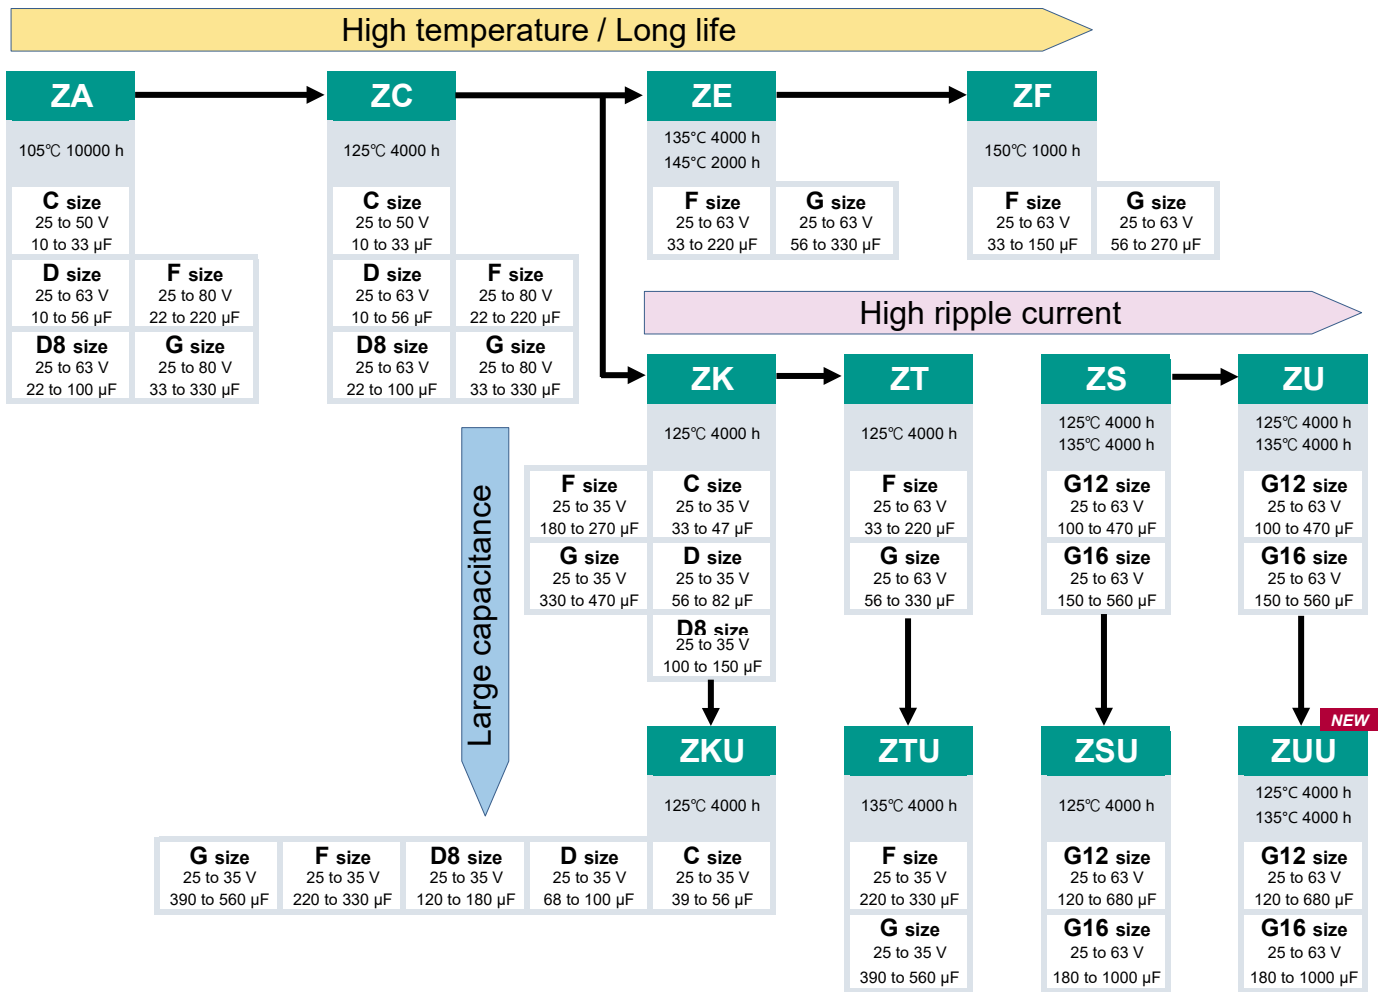 High temperature / Long life
ZA
105℃ 10000 h
C size
25 to 50 V
10 to 33 µF
D size
25 to 63 V
10 to 56 µF
F size
25 to 80 V
22 to 220 µF
D8 size
25 to 63 V
22 to 100 µF
G size
25 to 80 V
33 to 330 µF
ZC
125℃ 4000 h
C size
25 to 50 V
10 to 33 µF
D size
25 to 63 V
10 to 56 µF
F size
25 to 80 V
22 to 220 µF
D8 size
25 to 63 V
22 to 100 µF
G size
25 to 80 V
33 to 330 µF
ZE
135°C 4000 h
145°C 2000 h
F size
25 to 63 V
33 to 220 µF
G size
25 to 63 V
56 to 330 µF
ZF
150℃ 1000 h
F size
25 to 63 V
33 to 150 µF
G size
25 to 63 V
56 to 270 µF
High ripple current
Large capacitance
ZK
125℃ 4000 h
F size
25 to 35 V
180 to 270 µF
C size
25 to 35 V
33 to 47 µF
G size
25 to 35 V
330 to 470 µF
D size
25 to 35 V
56 to 82 µF
D8 size
25 to 35 V
100 to 150 µF
ZT
125℃ 4000 h
F size
25 to 63 V
33 to 220 µF
G size
25 to 63 V
56 to 330 µF
ZS
125℃ 4000 h
135℃ 4000 h
G12 size
25 to 63 V
100 to 470 µF
G16 size
25 to 63 V
150 to 560 µF
ZU
125℃ 4000 h
135℃ 4000 h
G12 size
25 to 63 V
100 to 470 µF
G16 size
25 to 63 V
150 to 560 µF
ZKU
125℃ 4000 h
G size
25 to 35 V
390 to 560 µF
F size
25 to 35 V
220 to 330 µF
D8 size
25 to 35 V
120 to 180 µF
D size
25 to 35 V
68 to 100 µF
C size
25 to 35 V
39 to 56 µF
ZTU
135℃ 4000 h
F size
25 to 35 V
220 to 330 µF
G size
25 to 35 V
390 to 560 µF
ZSU
125℃ 4000 h
G12 size
25 to 63 V
120 to 680 µF
G16 size
25 to 63 V
180 to 1000 µF
NEW
ZUU
125°C 4000 h
135°C 4000 h
G12 size
25 to 63 V
120 to 680 µF
G16 size
25 to 63 V
180 to 1000 µF